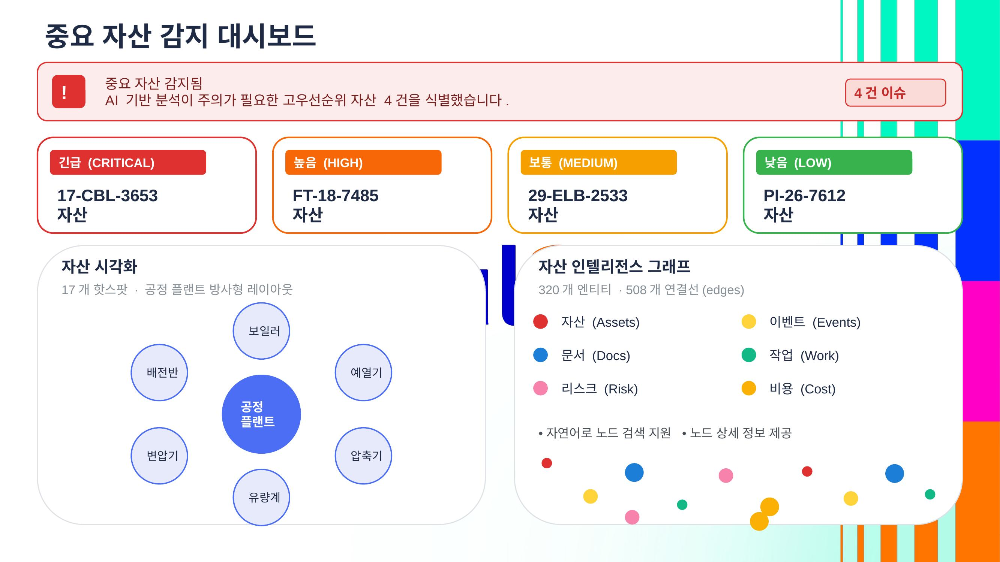 중요 자산 감지 대시보드
!
중요 자산 감지됨
AI 기반 분석이 주의가 필요한 고우선순위 자산 4 건을 식별했습니다 .
4 건 이슈
긴급 (CRITICAL)
17-CBL-3653
자산
높음 (HIGH)
FT-18-7485
자산
보통 (MEDIUM)
29-ELB-2533
자산
낮음 (LOW)
PI-26-7612
자산
자산 시각화
17 개 핫스팟 · 공정 플랜트 방사형 레이아웃
보일러
배전반
예열기
공정
플랜트
변압기
압축기
유량계
자산 인텔리전스 그래프
320 개 엔티티 · 508 개 연결선 (edges)
자산 (Assets)
이벤트 (Events)
문서 (Docs)
작업 (Work)
리스크 (Risk)
비용 (Cost)
• 자연어로 노드 검색 지원 • 노드 상세 정보 제공